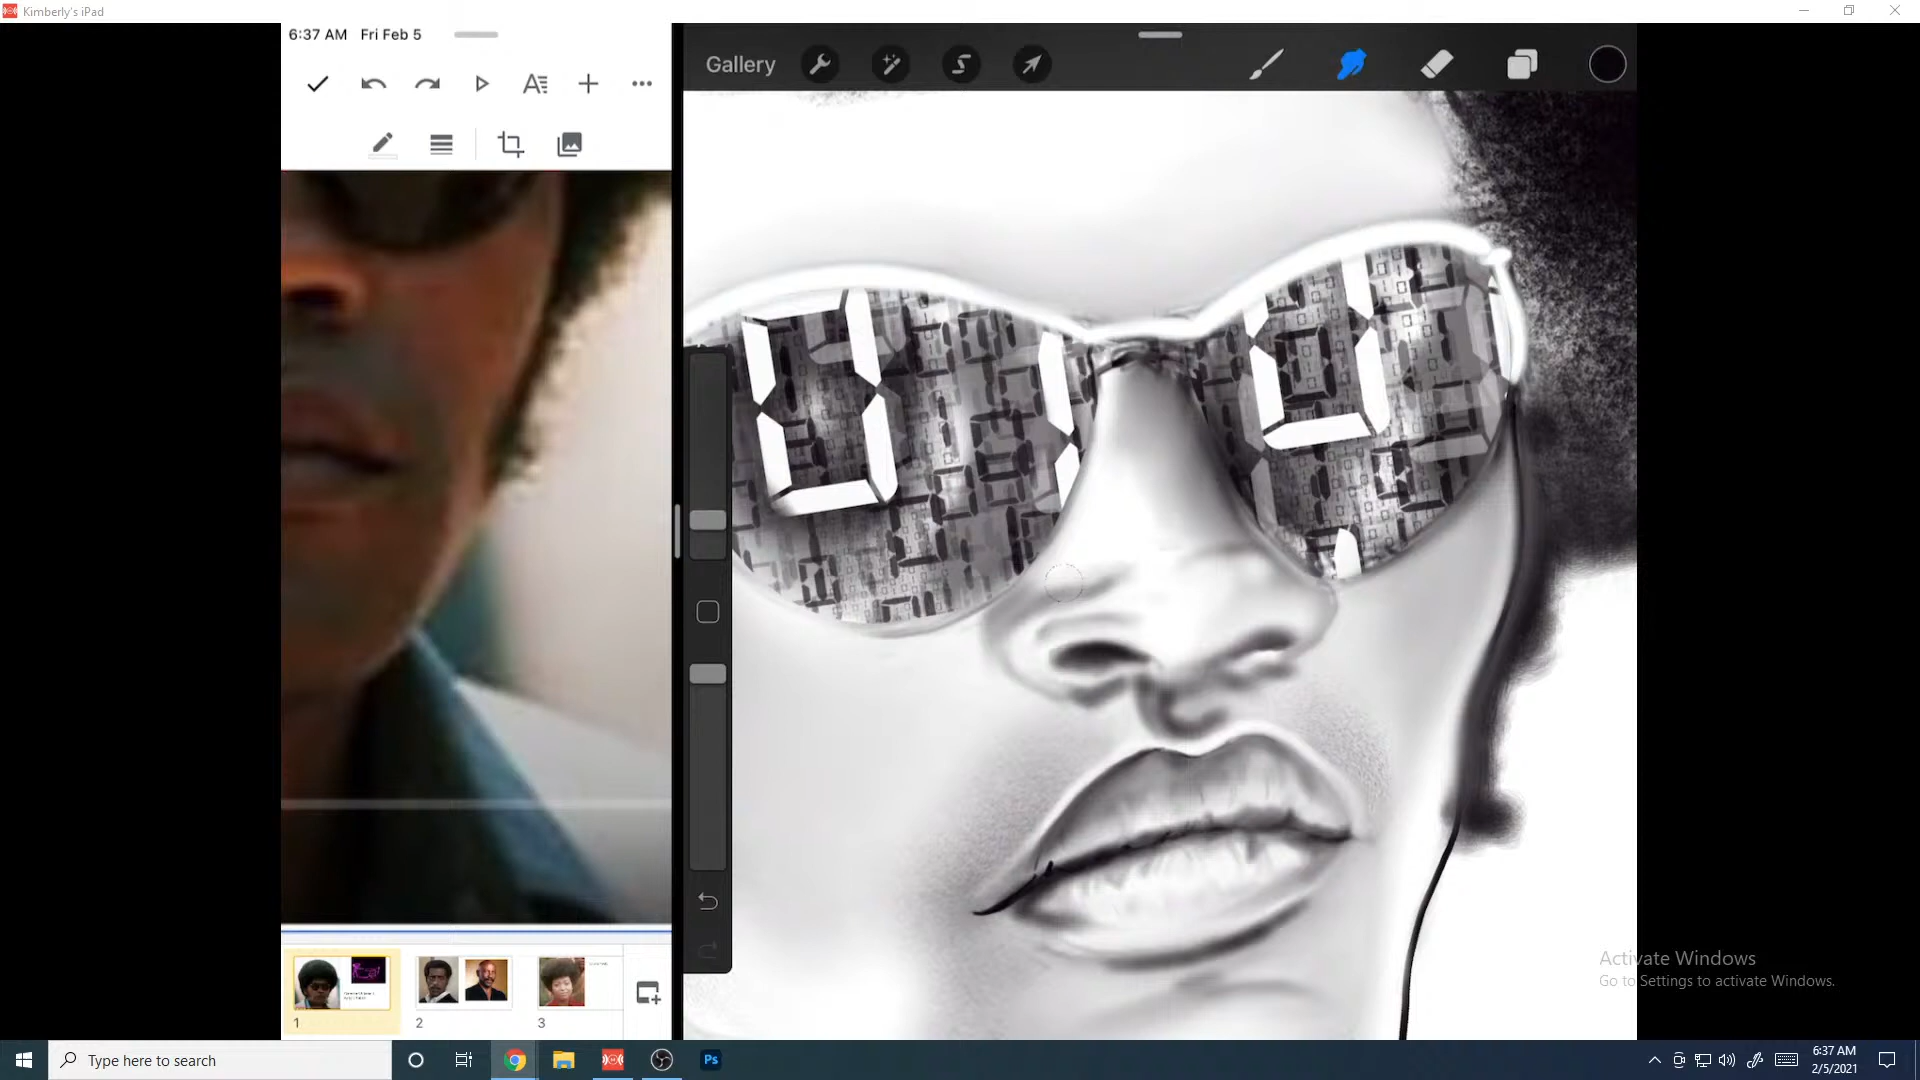 Kimberly's iPad
6:37 AM Fri Feb 5
Gallery
1
2
3
Activate Windows
Go to Settings to activate Windows.
Type here to search
Ps
6:37 AM
2/5/2021